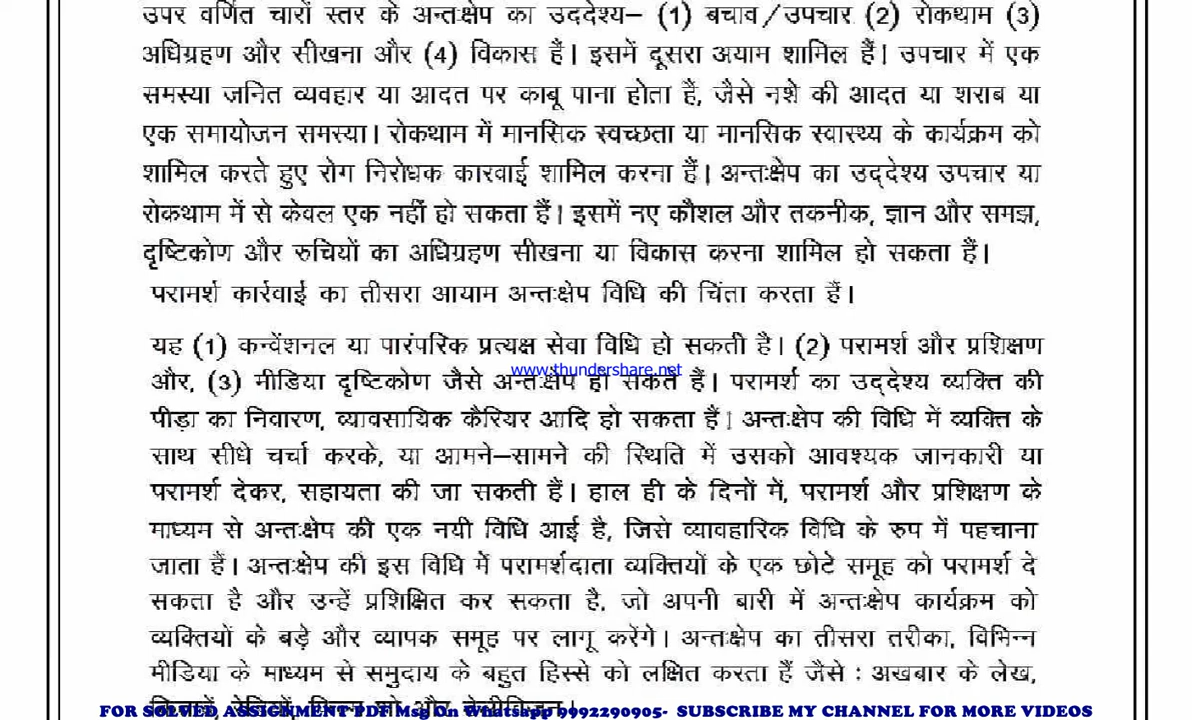 उपर वर्णित चारों स्तर के अन्तःक्षेप का उददेश्य– (1) बचाव/उपचार (2) रोकथाम (3)
अधिग्रहण और सीखना और (4) विकास हैं। इसमें दूसरा अयाम शामिल हैं। उपचार में एक
समस्या जनित व्यवहार या आदत पर काबू पाना होता हैं, जैसे नशे की आदत या शराब या
एक समायोजन समस्या। रोकथाम में मानसिक स्वच्छता या मानसिक स्वास्थ्य के कार्यक्रम को
शामिल करते हुए रोग निरोधक कारवाई शामिल करना हैं। अन्तःक्षेप का उद्देश्य उपचार या
रोकथाम में से केवल एक नहीं हो सकता हैं। इसमें नए कौशल और तकनीक, ज्ञान और समझ,
दृष्टिकोण और रुचियों का अधिग्रहण सीखना या विकास करना शामिल हो सकता हैं।
परामर्श कार्रवाई का तीसरा आयाम अन्तःक्षेप विधि की चिंता करता हैं।
यह (1) कन्वेंशनल या पारंपरिक प्रत्यक्ष सेवा विधि हो सकती है। (2) परामर्श और प्रशिक्षण
www.thundershare.net
और, (3) मीडिया दृष्टिकोण जैसे अन्तःक्षेप हो सकते हैं। परामर्श का उद्देश्य व्यक्ति की
पीड़ा का निवारण, व्यावसायिक कैरियर आदि हो सकता हैं। अन्तःक्षेप की विधि में व्यक्ति के
साथ सीधे चर्चा करके, या आमने–सामने की स्थिति में उसको आवश्यक जानकारी या
परामर्श देकर, सहायता की जा सकती हैं। हाल ही के दिनों में, परामर्श और प्रशिक्षण के
माध्यम से अन्तःक्षेप की एक नयी विधि आई है, जिसे व्यावहारिक विधि के रुप में पहचाना
जाता हैं। अन्तःक्षेप की इस विधि में परामर्शदाता व्यक्तियों के एक छोटे समूह को परामर्श दे
सकता है और उन्हें प्रशिक्षित कर सकता है, जो अपनी बारी में अन्तःक्षेप कार्यक्रम को
व्यक्तियों के बड़े और व्यापक समूह पर लागू करेंगे। अन्तःक्षेप का तीसरा तरीका, विभिन्न
मीडिया के माध्यम से समुदाय के बहुत हिस्से को लक्षित करता हैं जैसे : अखबार के लेख,
FOR SOLVED ASSIGNMENT PDF Msg On Whatsapp 9992290905- SUBSCRIBE MY CHANNEL FOR MORE VIDEOS